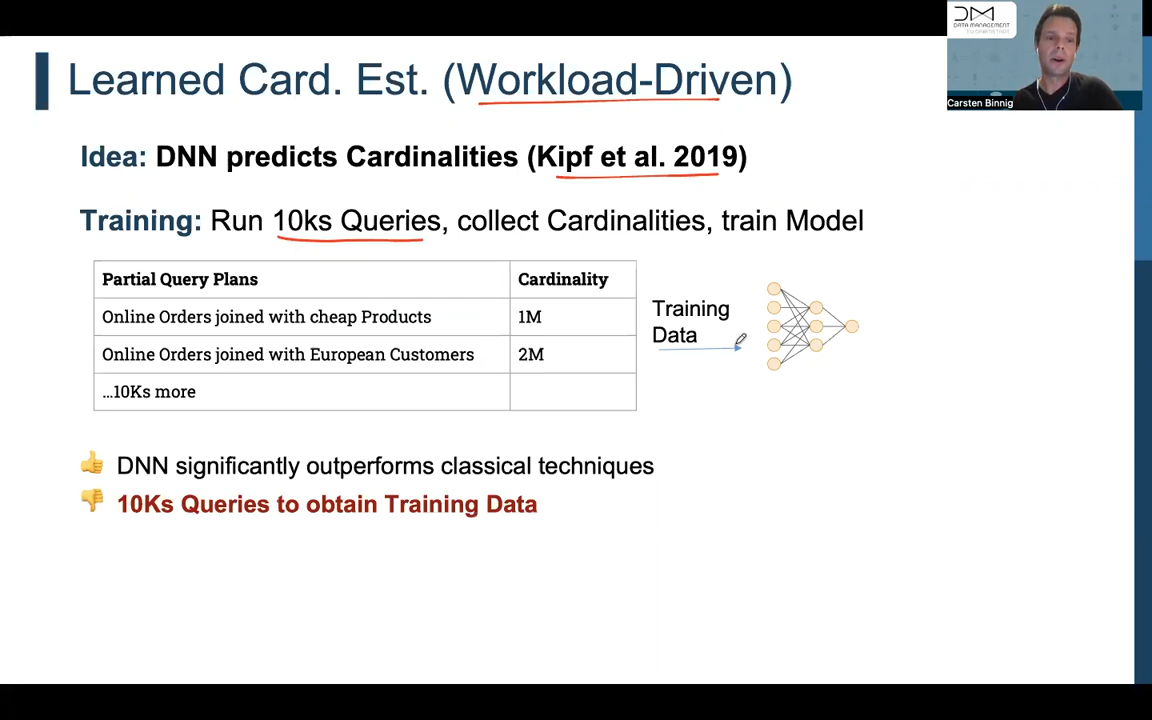 DATA MANAGEMENT
Carsten Binnig
Learned Card. Est. (Workload-Driven)
Idea: DNN predicts Cardinalities (Kipf et al. 2019)
Training: Run 10ks Queries, collect Cardinalities, train Model
Partial Query Plans Cardinality
Online Orders joined with cheap Products 1M
Online Orders joined with European Customers 2M
...10Ks more
Training
Data
👍 DNN significantly outperforms classical techniques
👎 10Ks Queries to obtain Training Data